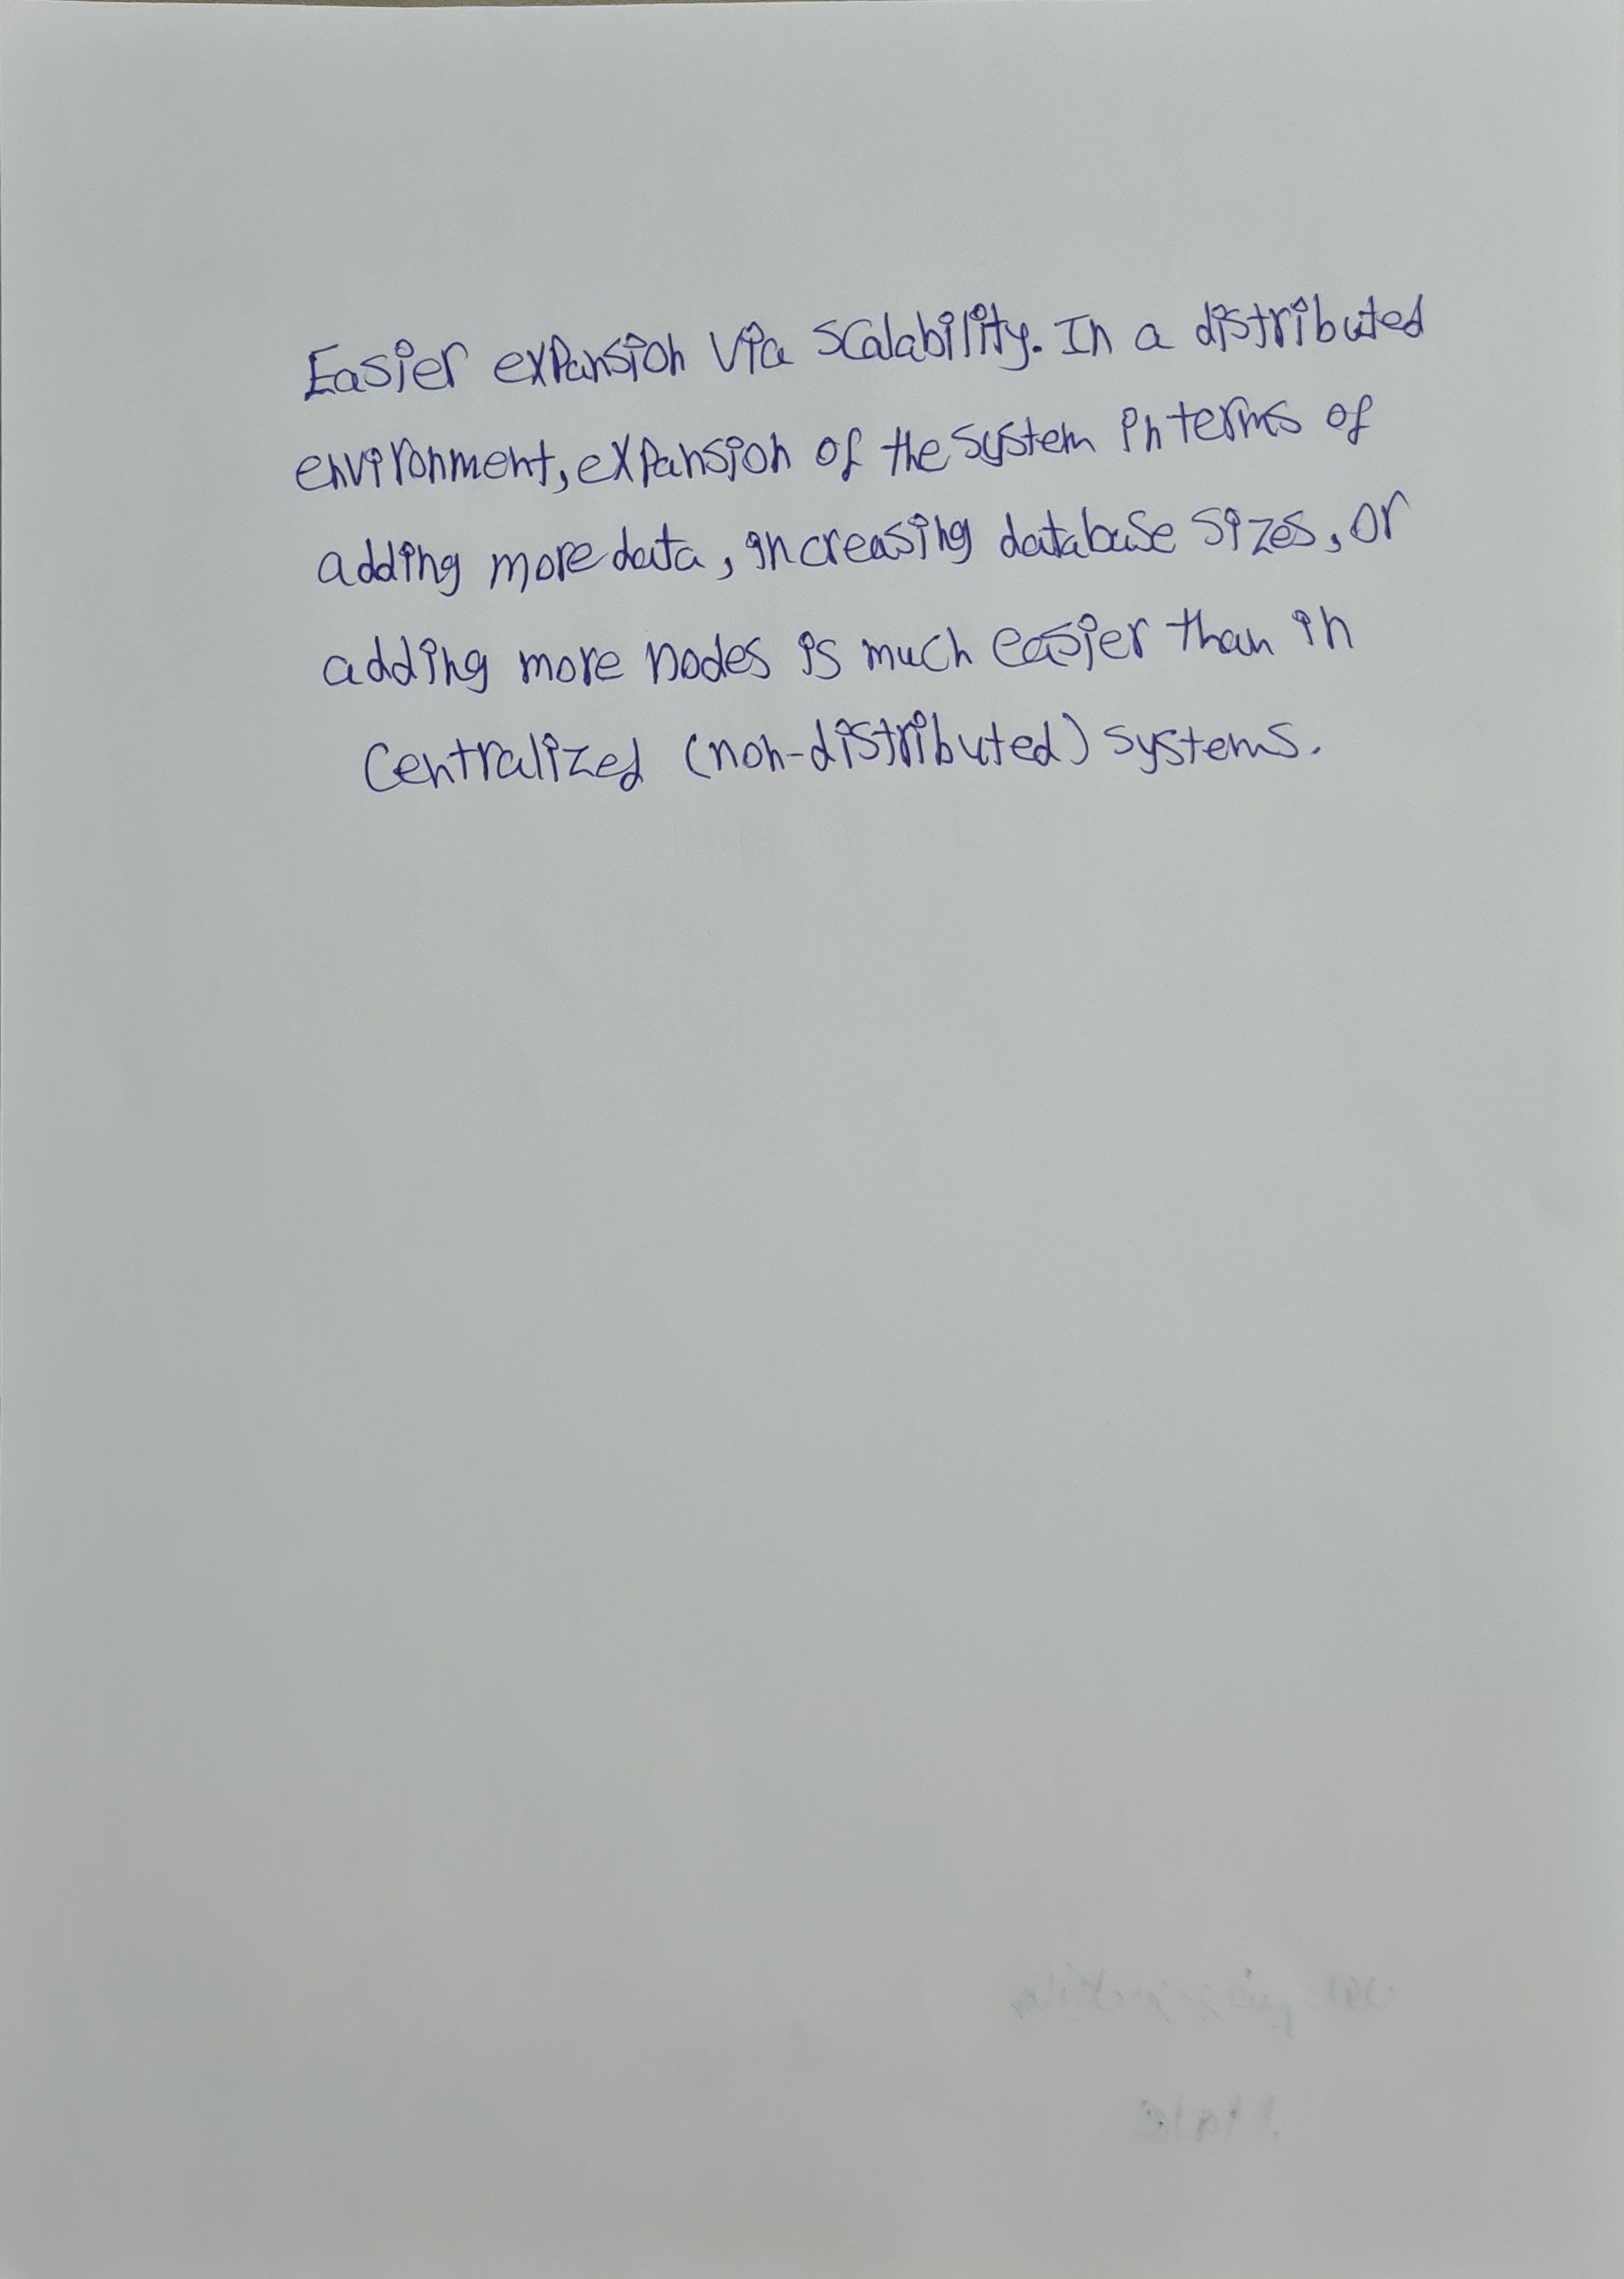 Easier expansion via scalability. In a distributed
environment, expansion of the system in terms of
adding more data, increasing database sizes, or
adding more nodes is much easier than in
centralized (non-distributed) systems.